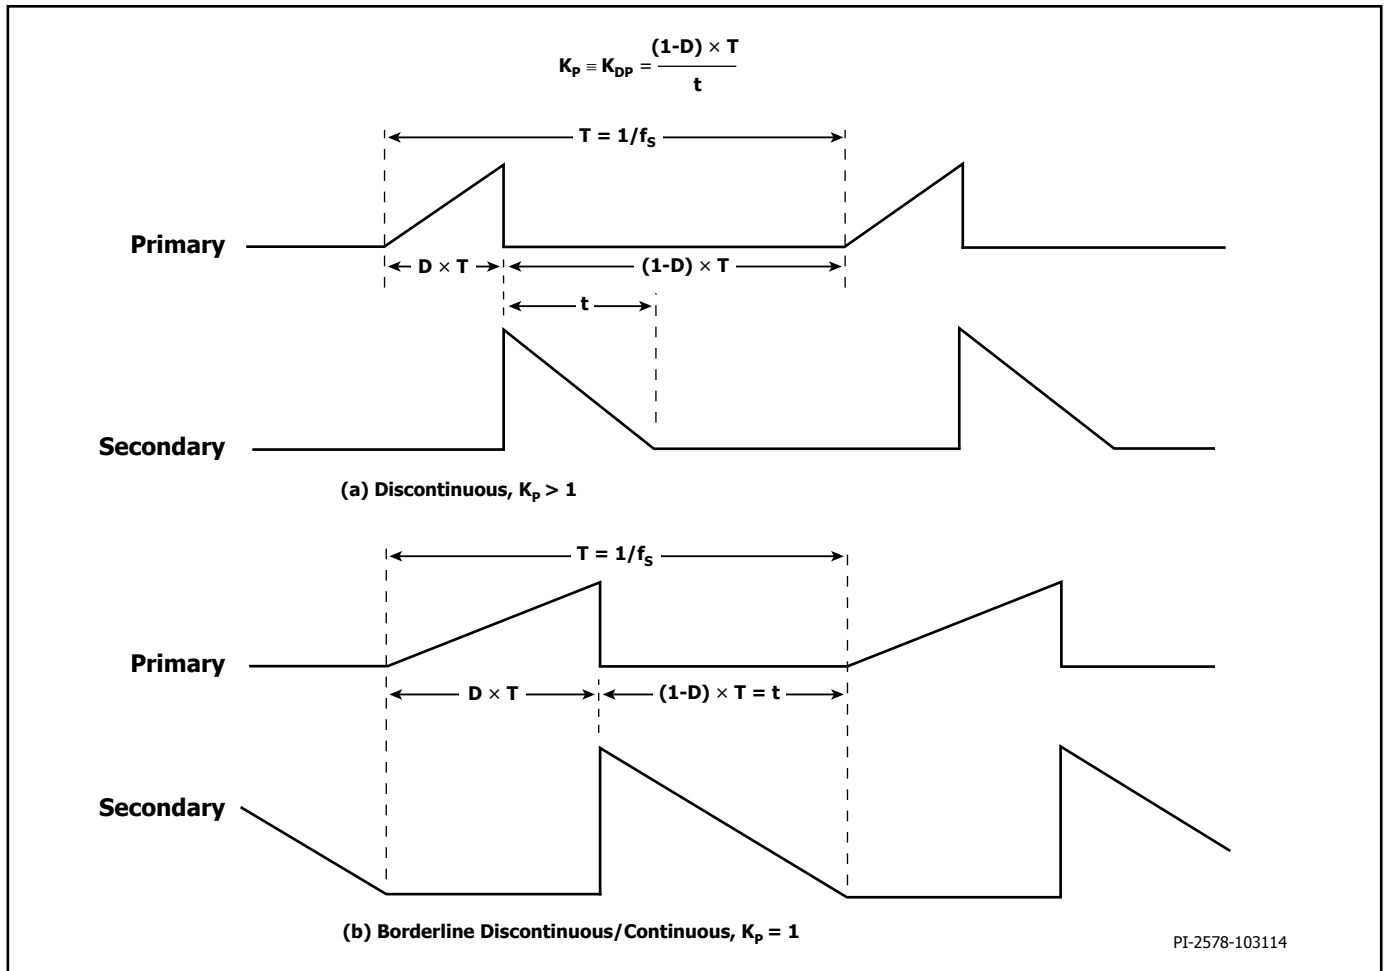 K_P ≡ K_DP = (1-D) × T / t
T = 1/f_S
Primary
D × T
(1-D) × T
t
Secondary
(a) Discontinuous, K_P > 1
T = 1/f_S
Primary
D × T
(1-D) × T = t
Secondary
(b) Borderline Discontinuous/Continuous, K_P = 1
PI-2578-103114